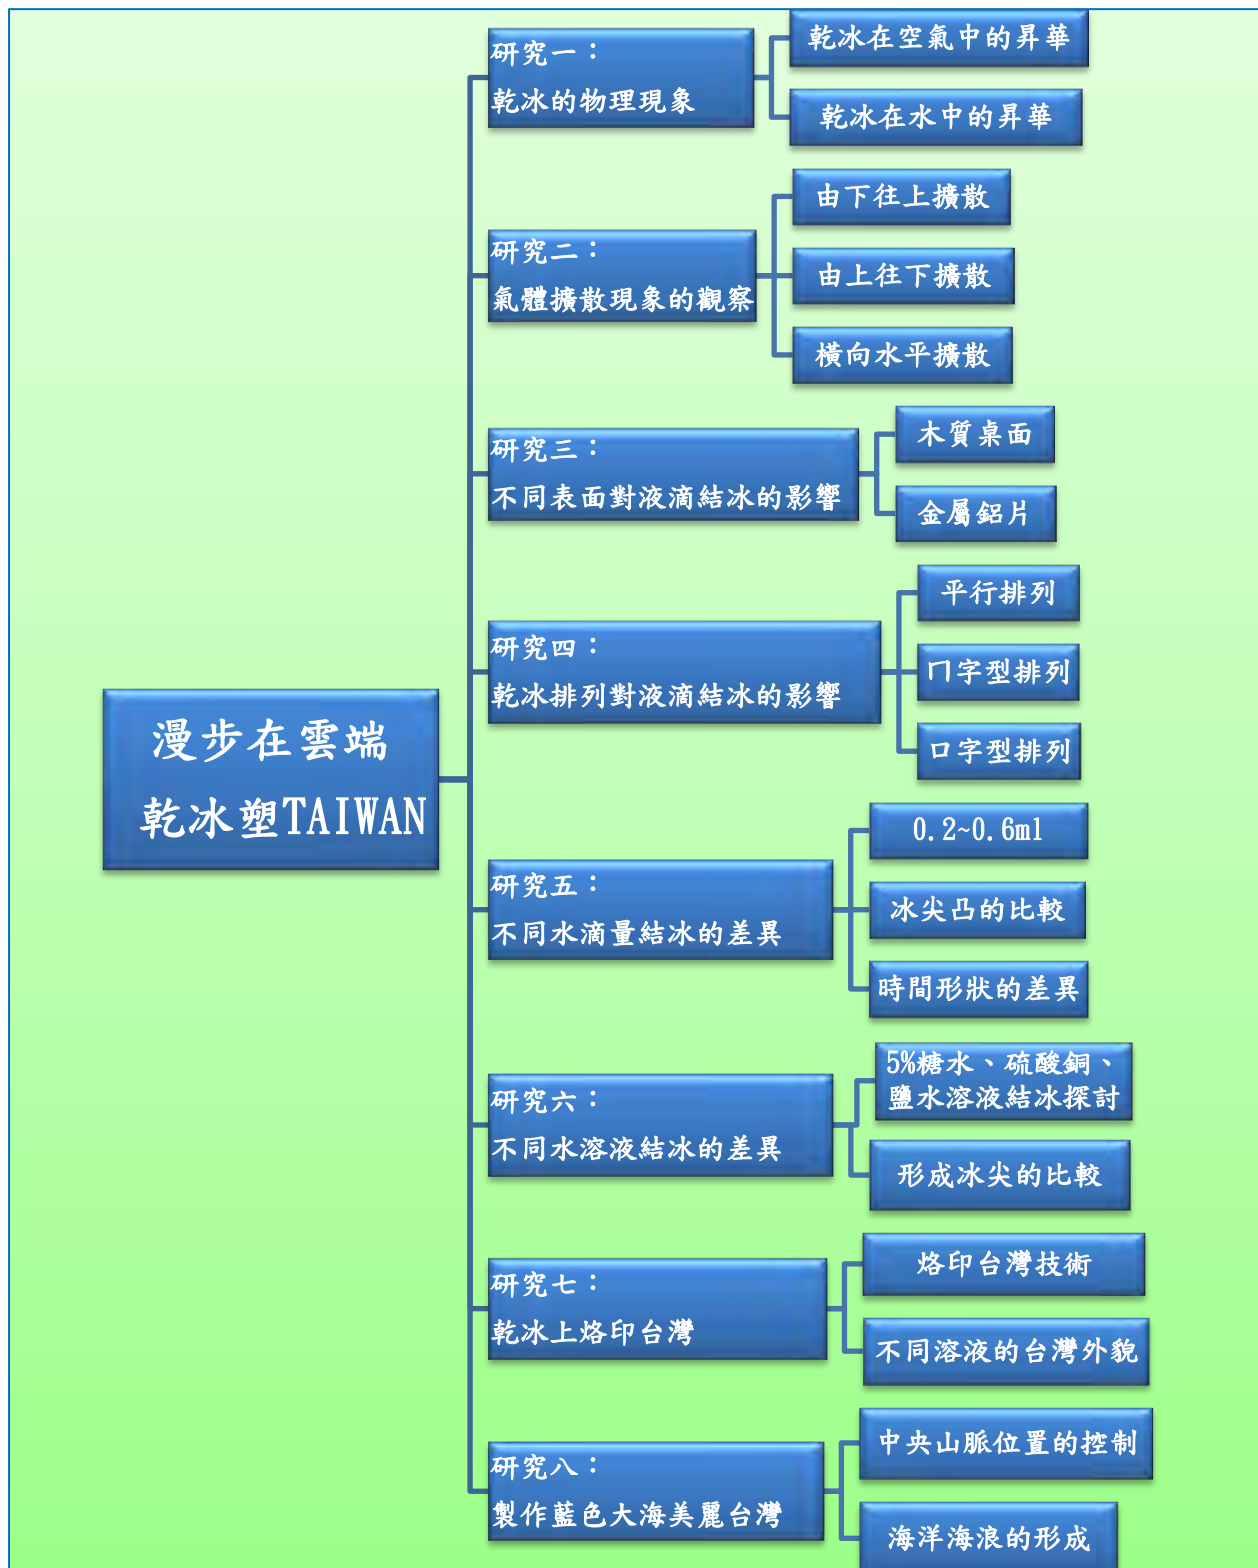 漫步在雲端
乾冰塑TAIWAN
研究一：
乾冰的物理現象
乾冰在空氣中的昇華
乾冰在水中的昇華
研究二：
氣體擴散現象的觀察
由下往上擴散
由上往下擴散
橫向水平擴散
研究三：
不同表面對液滴結冰的影響
木質桌面
金屬鋁片
研究四：
乾冰排列對液滴結冰的影響
平行排列
冂字型排列
口字型排列
研究五：
不同水滴量結冰的差異
0.2~0.6ml
冰尖凸的比較
時間形狀的差異
研究六：
不同水溶液結冰的差異
5%糖水、硫酸銅、
鹽水溶液結冰探討
形成冰尖的比較
研究七：
乾冰上烙印台灣
烙印台灣技術
不同溶液的台灣外貌
研究八：
製作藍色大海美麗台灣
中央山脈位置的控制
海洋海浪的形成